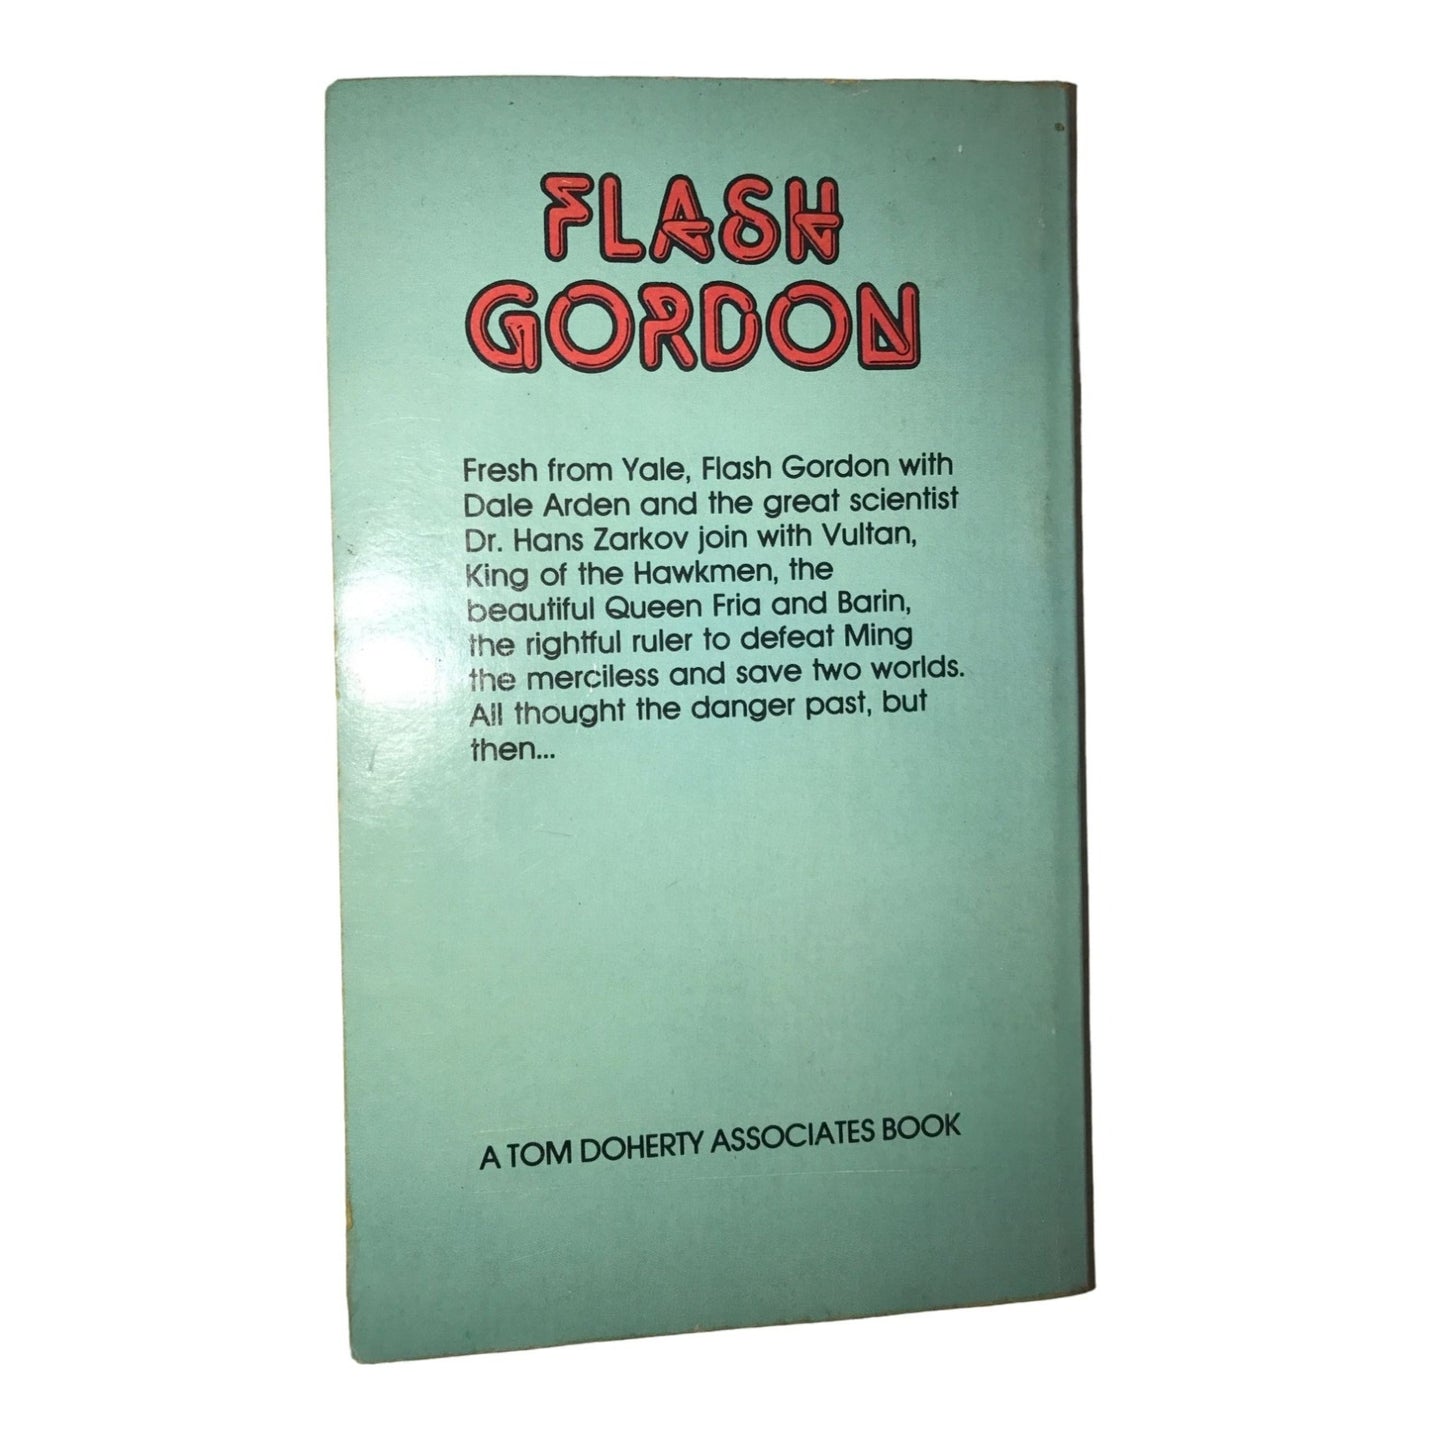 FLASH
GORDON
Fresh from Yale, Flash Gordon with
Dale Arden and the great scientist
Dr. Hans Zarkov join with Vultan,
King of the Hawkmen, the
beautiful Queen Fria and Barin,
the rightful ruler to defeat Ming
the merciless and save two worlds.
All thought the danger past, but
then...
A TOM DOHERTY ASSOCIATES BOOK